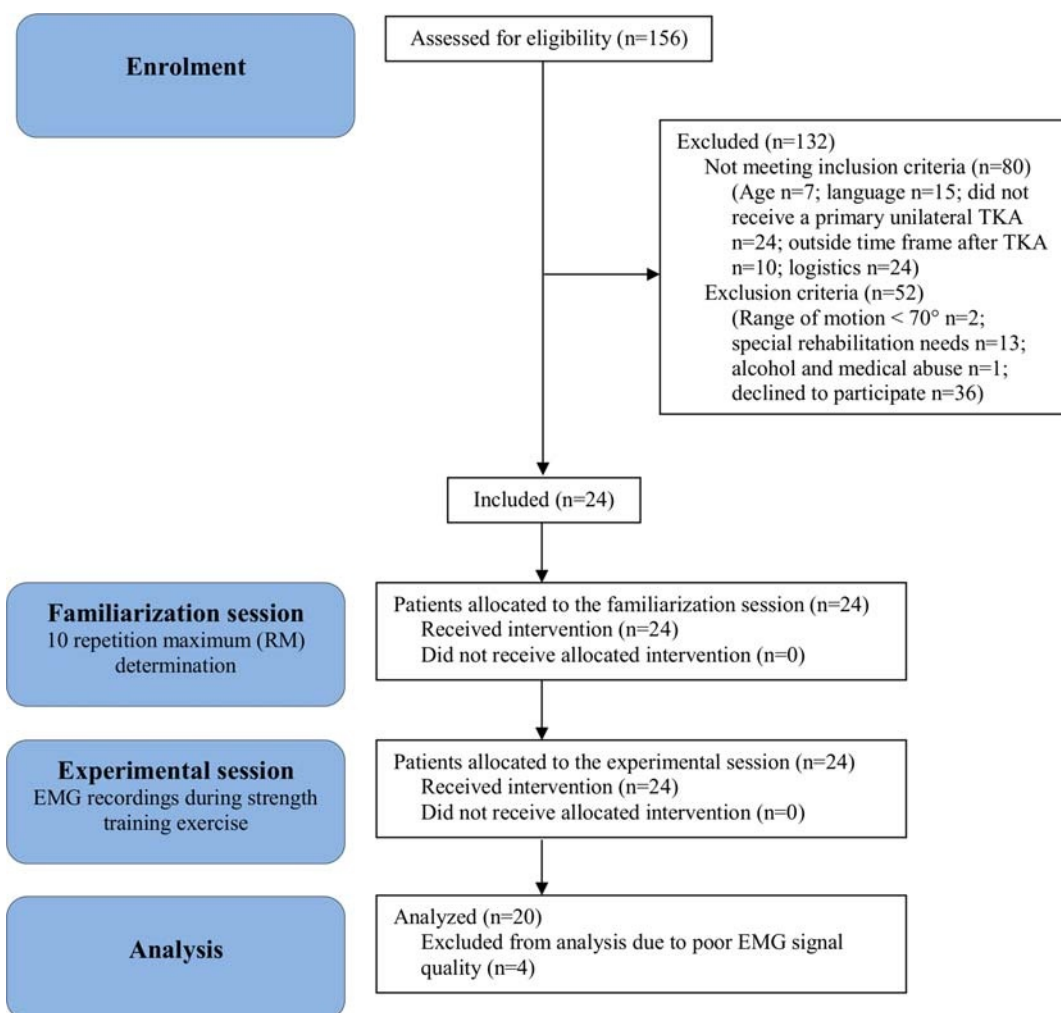 Enrolment
Assessed for eligibility (n=156)
Excluded (n=132)
Not meeting inclusion criteria (n=80)
(Age n=7; language n=15; did not
receive a primary unilateral TKA
n=24; outside time frame after TKA
n=10; logistics n=24)
Exclusion criteria (n=52)
(Range of motion < 70° n=2;
special rehabilitation needs n=13;
alcohol and medical abuse n=1;
declined to participate n=36)
Included (n=24)
Familiarization session
10 repetition maximum (RM)
determination
Patients allocated to the familiarization session (n=24)
Received intervention (n=24)
Did not receive allocated intervention (n=0)
Experimental session
EMG recordings during strength
training exercise
Patients allocated to the experimental session (n=24)
Received intervention (n=24)
Did not receive allocated intervention (n=0)
Analysis
Analyzed (n=20)
Excluded from analysis due to poor EMG signal
quality (n=4)